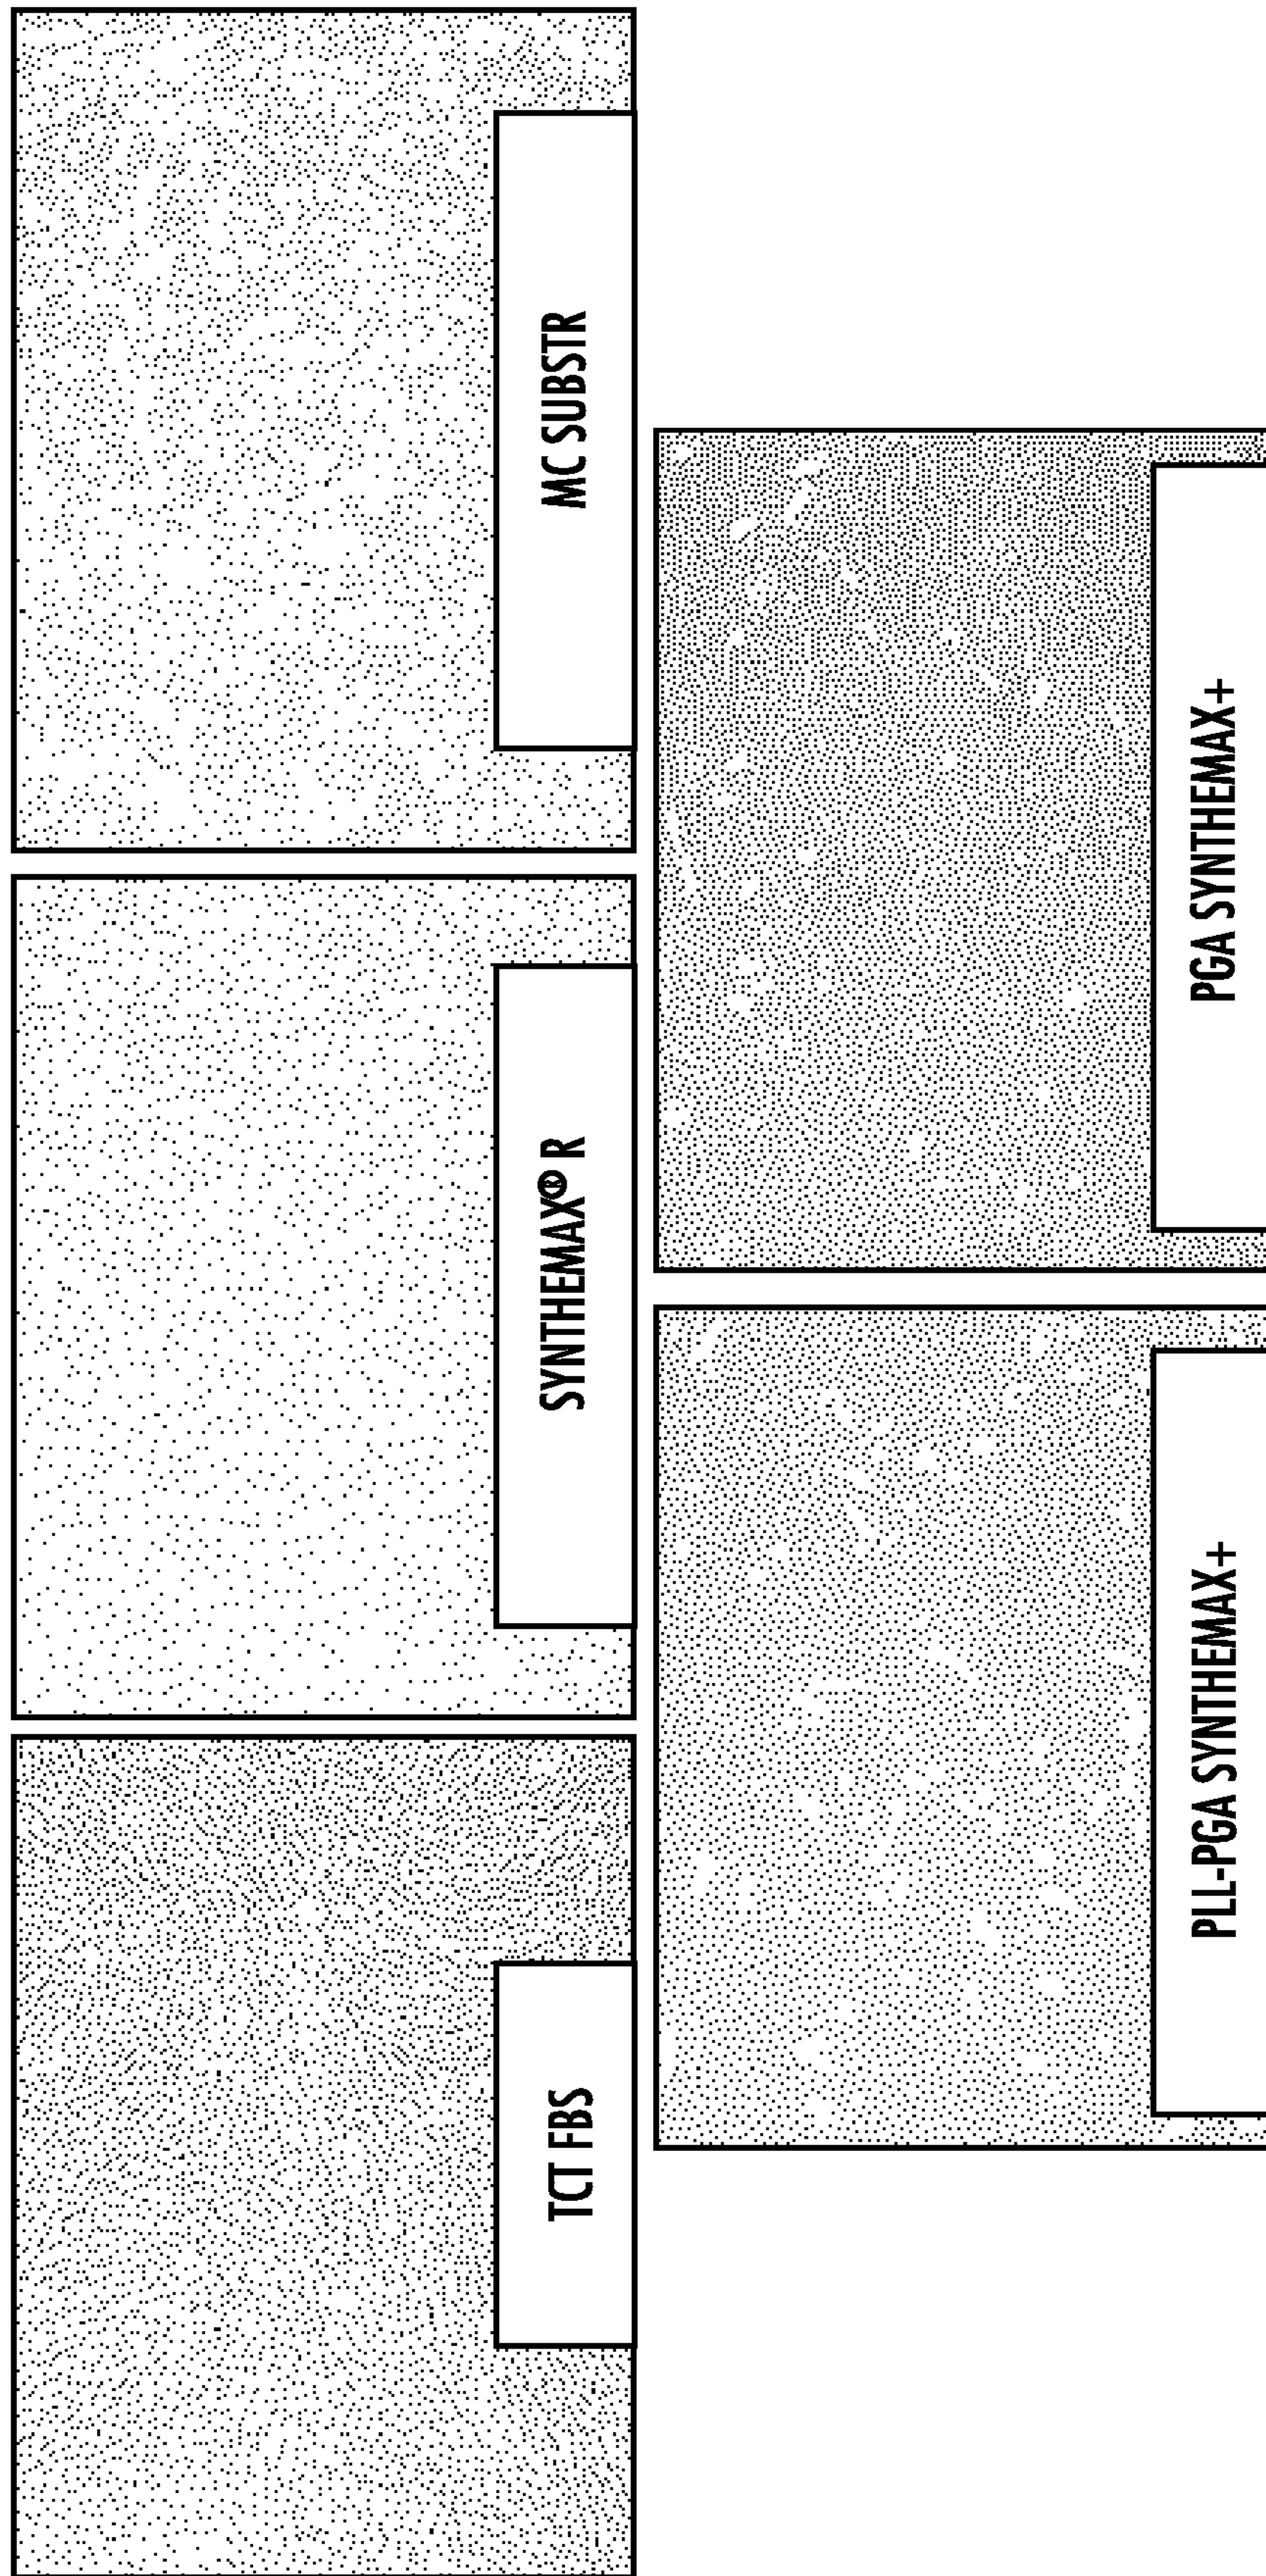 TCT FBS
SYNTHEMAX® R
MC SUBSTR
PLL-PGA SYNTHEMAX+
PGA SYNTHEMAX+